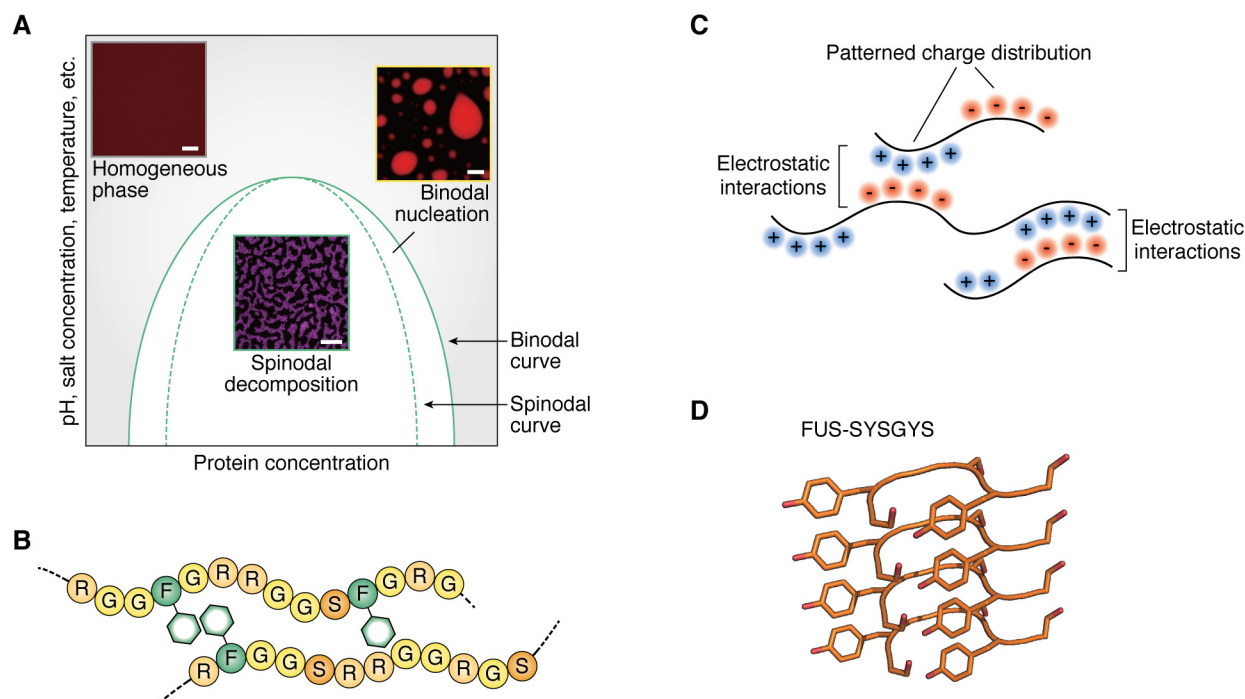 A
pH, salt concentration, temperature, etc.
Homogeneous
phase
Binodal
nucleation
Spinodal
decomposition
Binodal
curve
Spinodal
curve
Protein concentration
B
R G G F G R R G G S F G R G
R F G G S R R G G R G S
C
Patterned charge distribution
- - - -
+ + + +
Electrostatic
interactions
- - - -
+ + + +
+ + + +
Electrostatic
interactions
- - - -
+ +
D
FUS-SYSGYS